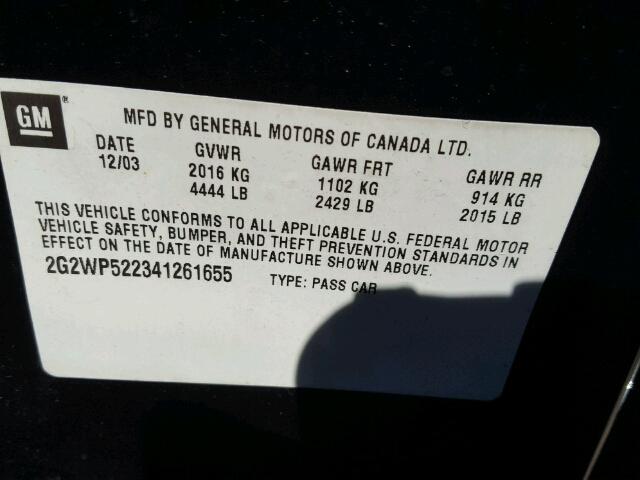 GM ®
MFD BY GENERAL MOTORS OF CANADA LTD.
DATE GVWR GAWR FRT GAWR RR
12/03 2016 KG 1102 KG 914 KG
4444 LB 2429 LB 2015 LB
THIS VEHICLE CONFORMS TO ALL APPLICABLE U.S. FEDERAL MOTOR
VEHICLE SAFETY, BUMPER, AND THEFT PREVENTION STANDARDS IN
EFFECT ON THE DATE OF MANUFACTURE SHOWN ABOVE.
2G2WP522341261655 TYPE: PASS CAR